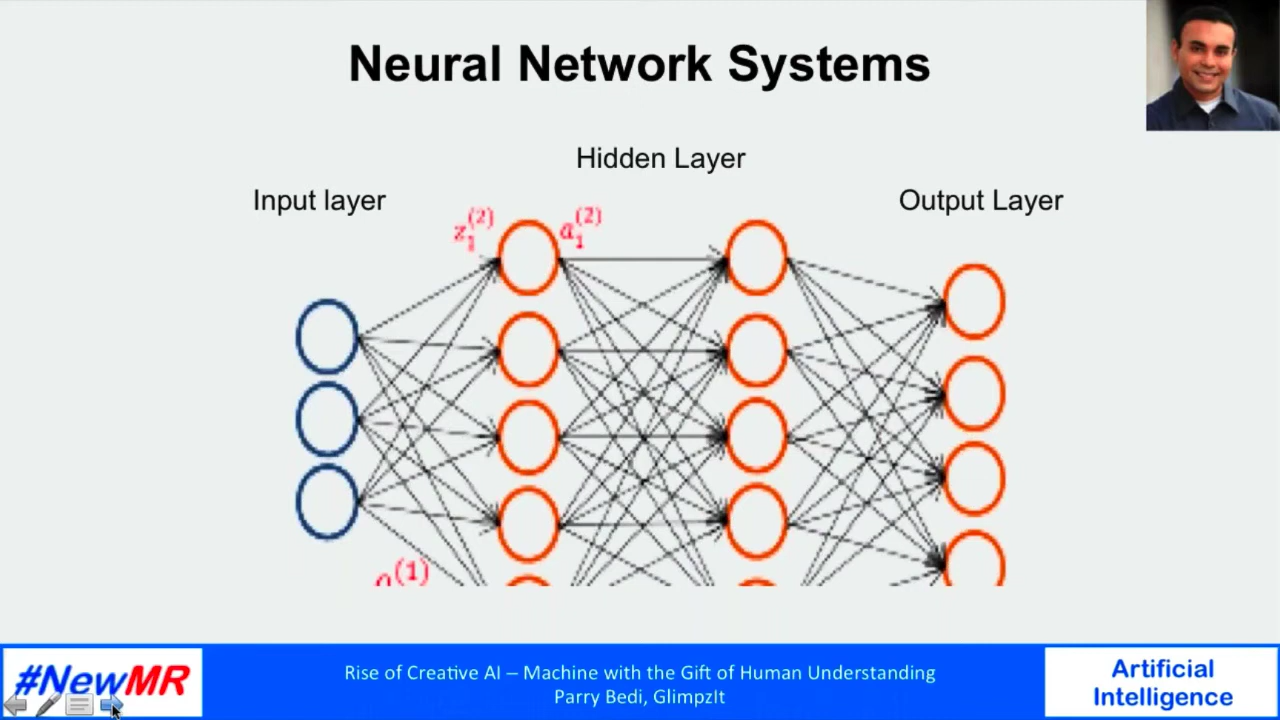 Neural Network Systems
Hidden Layer
Input layer
Output Layer
z₁⁽²⁾
a₁⁽²⁾
(1)
#NewMR
Rise of Creative AI – Machine with the Gift of Human Understanding
Parry Bedi, GlimpzIt
Artificial
Intelligence